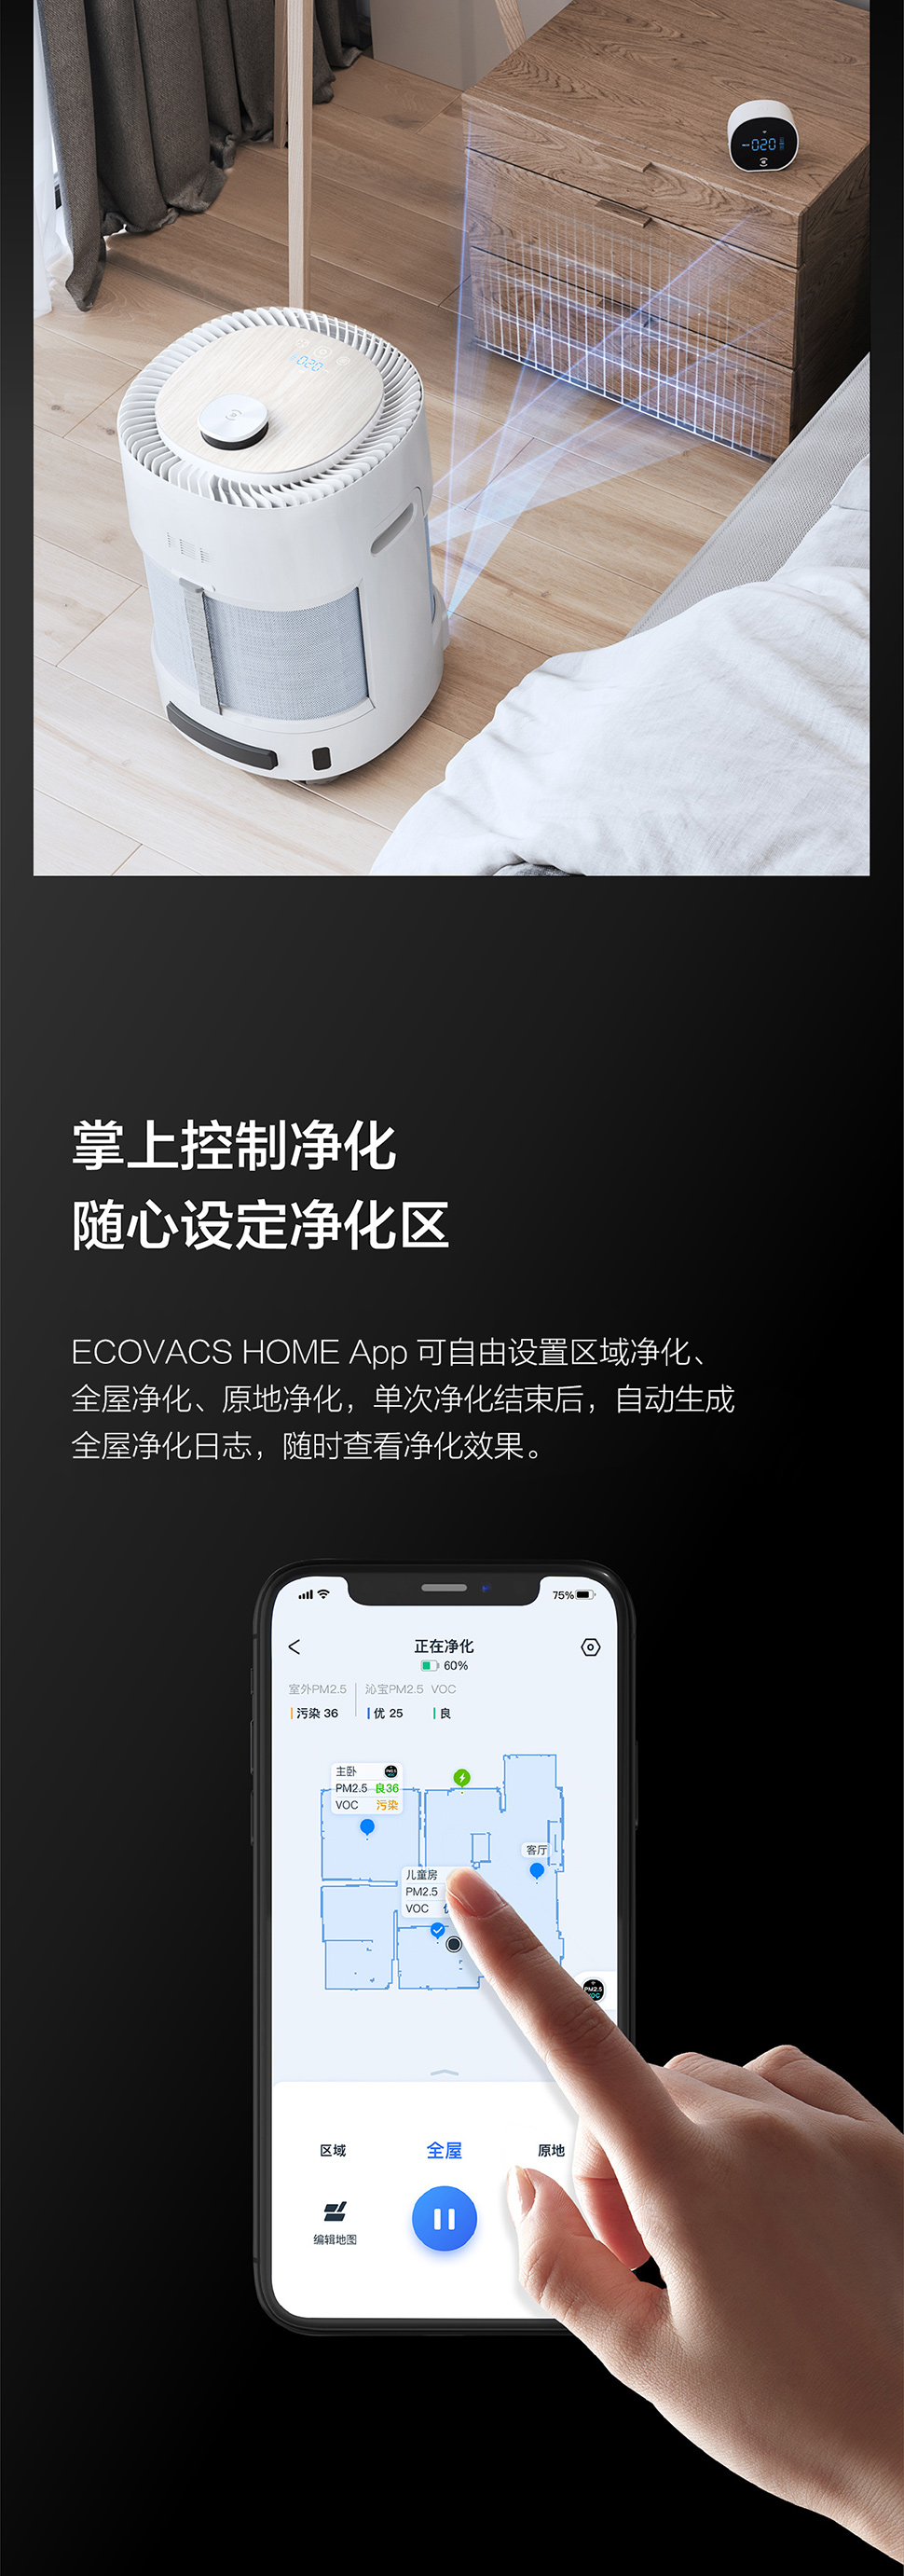 020
020
掌上控制净化
随心设定净化区
ECOVACS HOME App 可自由设置区域净化、
全屋净化、原地净化，单次净化结束后，自动生成
全屋净化日志，随时查看净化效果。
75%
正在净化
60%
室外PM2.5 沁宝PM2.5 VOC
污染 36 优 25 良
主卧
PM2.5 良36
VOC 污染
客厅
儿童房
PM2.5
VOC
PM2.5
VOC
区域 全屋 原地
编辑地图